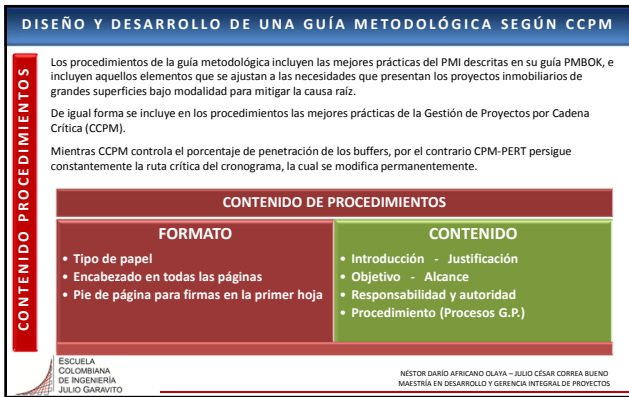 DISEÑO Y DESARROLLO DE UNA GUÍA METODOLÓGICA SEGÚN CCPM
CONTENIDO PROCEDIMIENTOS
Los procedimientos de la guía metodológica incluyen las mejores prácticas del PMI descritas en su guía PMBOK, e
incluyen aquellos elementos que se ajustan a las necesidades que presentan los proyectos inmobiliarios de
grandes superficies bajo modalidad para mitigar la causa raíz.
De igual forma se incluye en los procedimientos las mejores prácticas de la Gestión de Proyectos por Cadena
Crítica (CCPM).
Mientras CCPM controla el porcentaje de penetración de los buffers, por el contrario CPM-PERT persigue
constantemente la ruta crítica del cronograma, la cual se modifica permanentemente.
CONTENIDO DE PROCEDIMIENTOS
FORMATO
• Tipo de papel
• Encabezado en todas las páginas
• Pie de página para firmas en la primer hoja
CONTENIDO
• Introducción - Justificación
• Objetivo - Alcance
• Responsabilidad y autoridad
• Procedimiento (Procesos G.P.)
ESCUELA
COLOMBIANA
DE INGENIERÍA
JULIO GARAVITO
NÉSTOR DARÍO AFRICANO OLAYA – JULIO CÉSAR CORREA BUENO
MAESTRÍA EN DESARROLLO Y GERENCIA INTEGRAL DE PROYECTOS